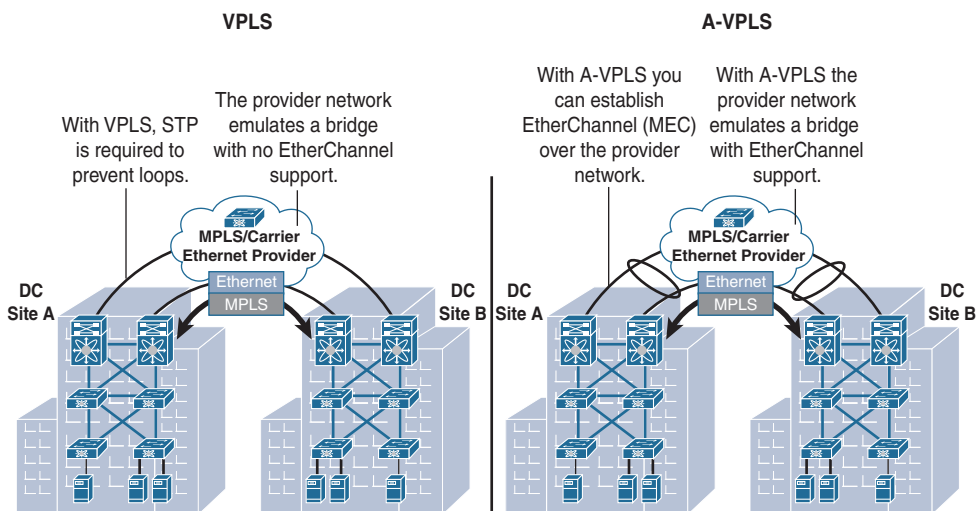 VPLS
With VPLS, STP
is required to
prevent loops.
The provider network
emulates a bridge
with no EtherChannel
support.
MPLS/Carrier
Ethernet Provider
Ethernet
MPLS
DC
Site A
DC
Site B
A-VPLS
With A-VPLS you
can establish
EtherChannel (MEC)
over the provider
network.
With A-VPLS the
provider network
emulates a bridge
with EtherChannel
support.
MPLS/Carrier
Ethernet Provider
Ethernet
MPLS
DC
Site A
DC
Site B